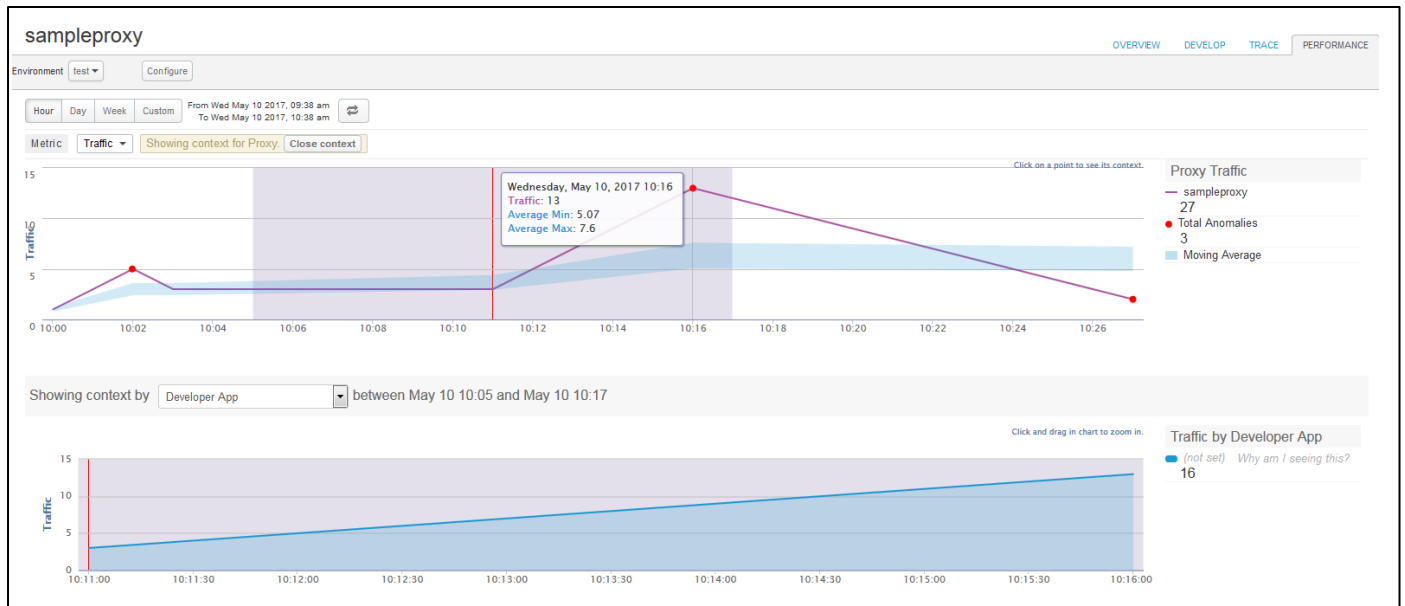 sampleproxy
OVERVIEW DEVELOP TRACE PERFORMANCE
Environment test Configure
Hour Day Week Custom From Wed May 10 2017, 09:38 am
To Wed May 10 2017, 10:38 am
Metric Traffic Showing context for Proxy. Close context
Click on a point to see its context.
Proxy Traffic
sampleproxy
27
Total Anomalies
3
Moving Average
Wednesday, May 10, 2017 10:16
Traffic: 13
Average Min: 5.07
Average Max: 7.6
Traffic
15
10
5
0
10:00 10:02 10:04 10:06 10:08 10:10 10:12 10:14 10:16 10:18 10:20 10:22 10:24 10:26
Showing context by Developer App between May 10 10:05 and May 10 10:17
Click and drag in chart to zoom in.
Traffic by Developer App
(not set) Why am I seeing this?
16
Traffic
15
10
5
0
10:11:00 10:11:30 10:12:00 10:12:30 10:13:00 10:13:30 10:14:00 10:14:30 10:15:00 10:15:30 10:16:00